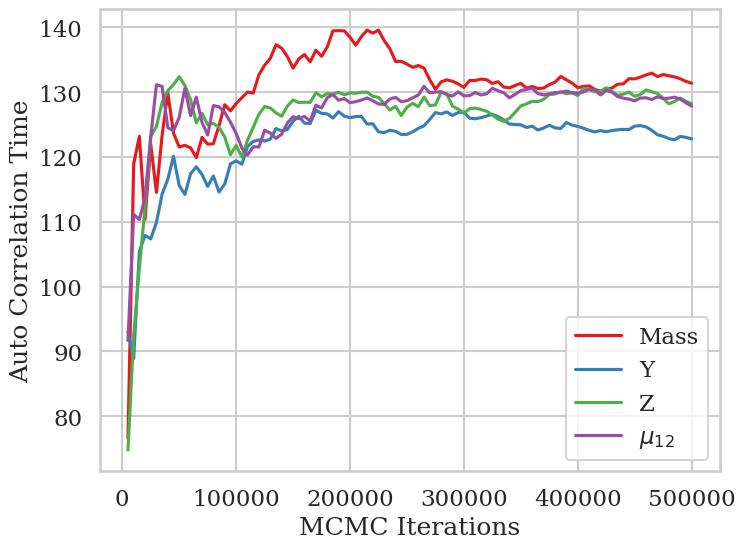 140
130
120
110
100
90
80
Auto Correlation Time
0 100000 200000 300000 400000 500000
MCMC Iterations
Mass
Y
Z
μ12